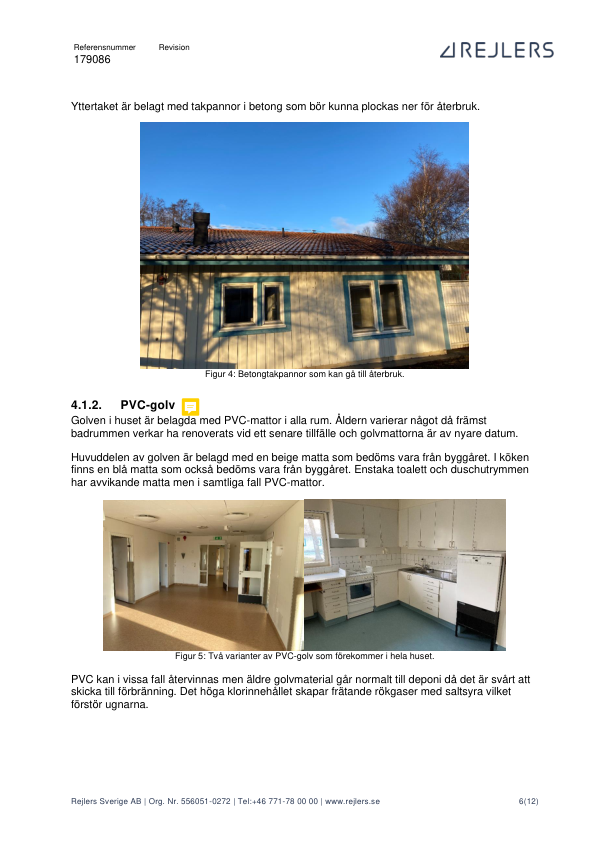 Referensnummer Revision
179086
REJLERS
Yttertaket är belagt med takpannor i betong som bör kunna plockas ner för återbruk.
Figur 4: Betongtakpannor som kan gå till återbruk.
4.1.2. PVC-golv
Golven i huset är belagda med PVC-mattor i alla rum. Åldern varierar något då främst
badrummen verkar ha renoverats vid ett senare tillfälle och golvmattorna är av nyare datum.
Huvuddelen av golven är belagd med en beige matta som bedöms vara från byggåret. I köken
finns en blå matta som också bedöms vara från byggåret. Enstaka toalett och duschutrymmen
har avvikande matta men i samtliga fall PVC-mattor.
Figur 5: Två varianter av PVC-golv som förekommer i hela huset.
PVC kan i vissa fall återvinnas men äldre golvmaterial går normalt till deponi då det är svårt att
skicka till förbränning. Det höga klorinnehållet skapar frätande rökgaser med saltsyra vilket
förstör ugnarna.
Rejlers Sverige AB | Org. Nr. 556051-0272 | Tel:+46 771-78 00 00 | www.rejlers.se 6(12)